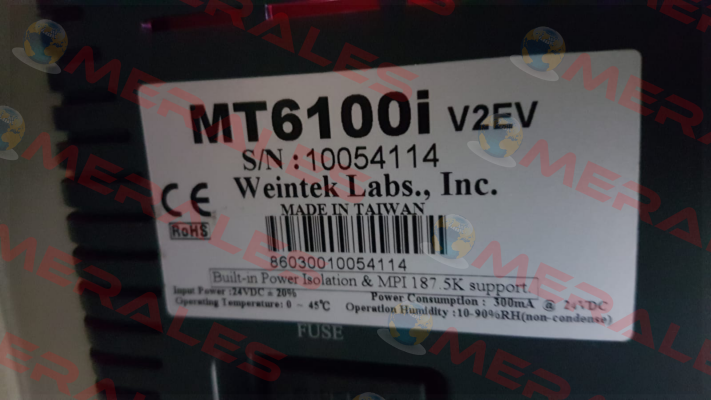 MT6100i V2EV
S/N : 10054114
Weintek Labs., Inc.
MADE IN TAIWAN
CE
RoHS
86030010054114
Built-in Power Isolation & MPI 187.5K support
Input Power :24VDC ± 20% Power Consumption : 300mA @ 24VDC
Operating Temperature: 0 ~ 45℃ Operation Humidity :10-90%RH(non-condense)
FUSE
MERALES